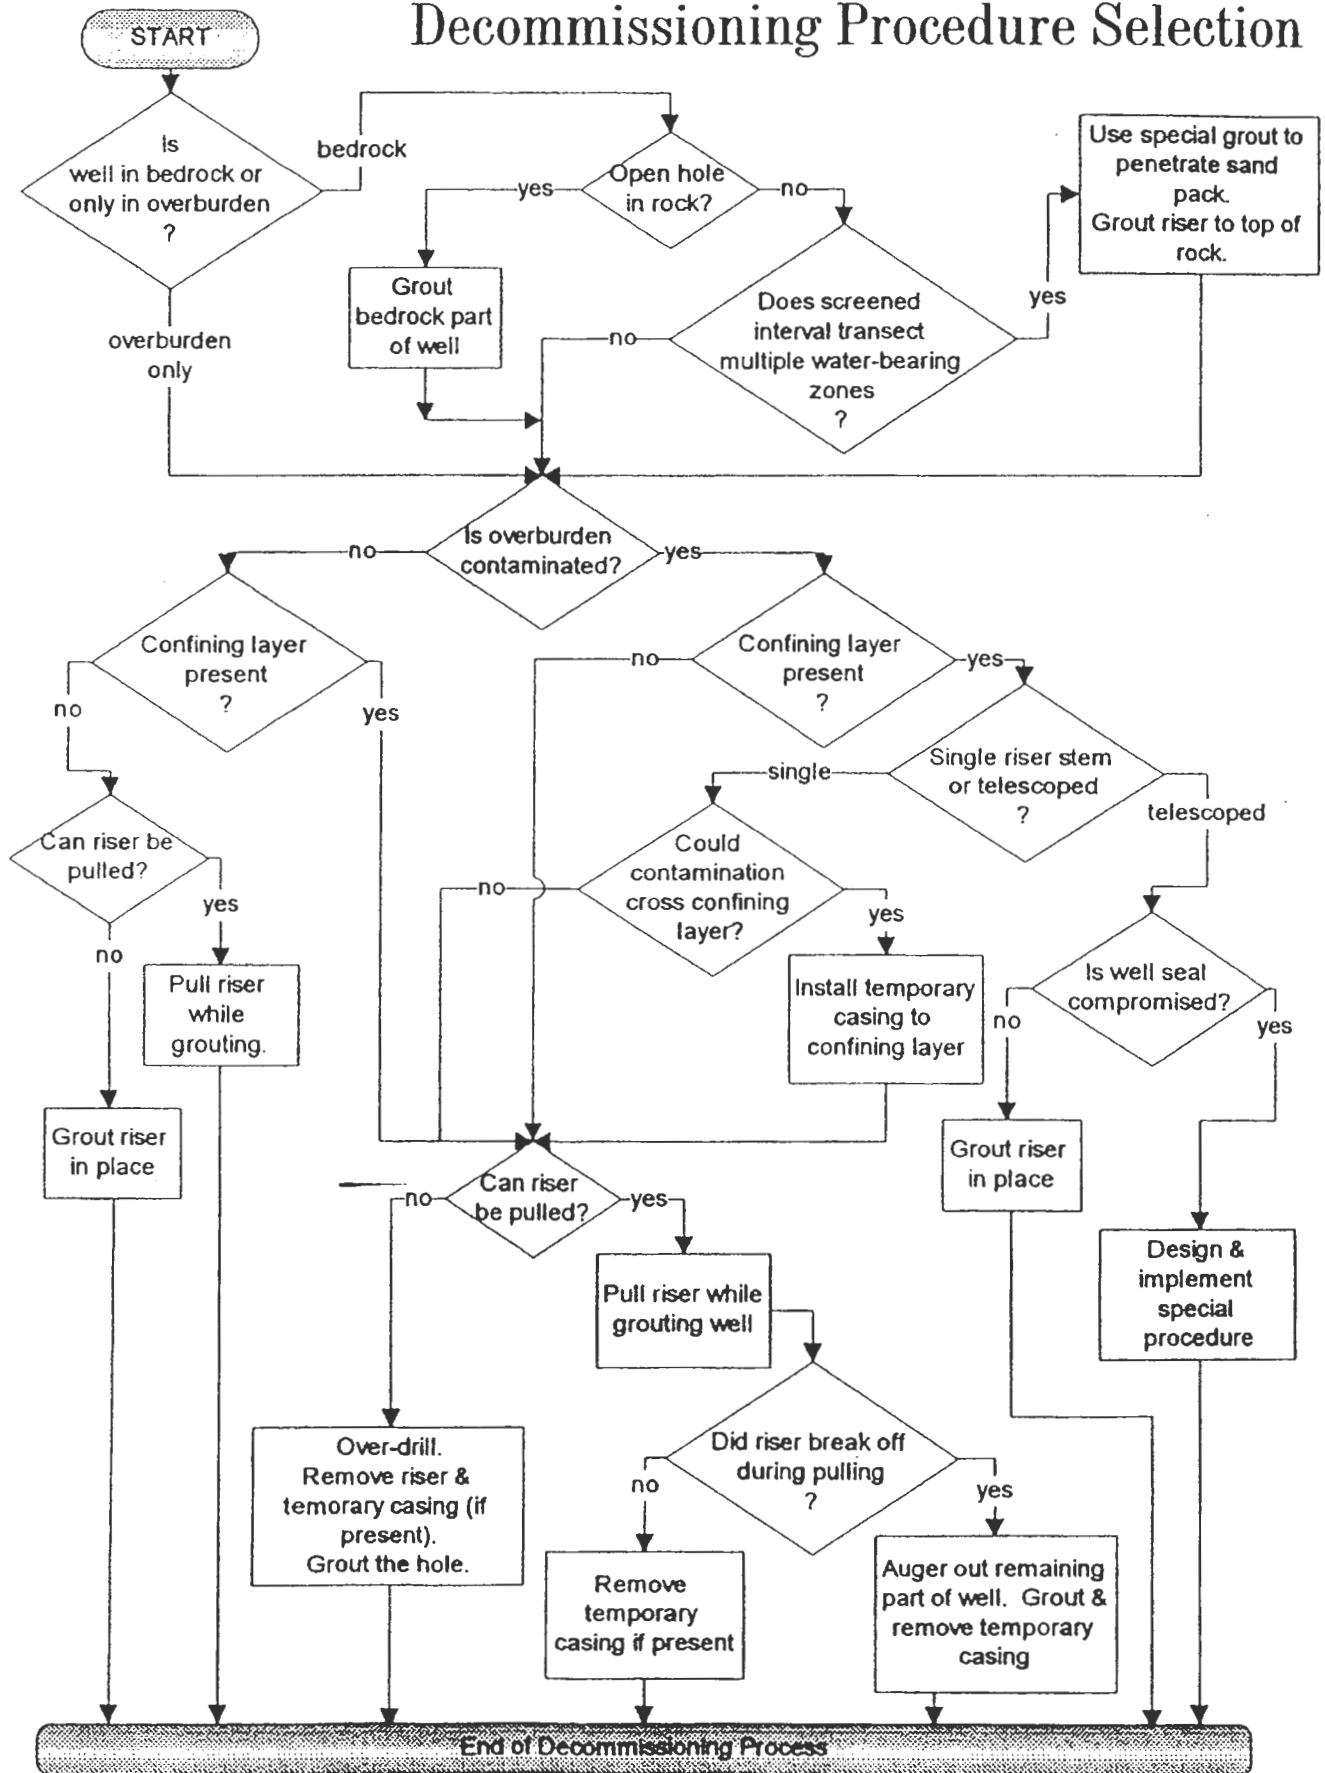 Decommissioning Procedure Selection
START
Is
well in bedrock or
only in overburden
?
bedrock
overburden
only
Open hole
in rock?
yes
no
Grout
bedrock part
of well
Does screened
interval transect
multiple water-bearing
zones
?
no
yes
Use special grout to
penetrate sand
pack.
Grout riser to top of
rock.
Is overburden
contaminated?
no
yes
Confining layer
present
?
no
yes
Can riser be
pulled?
no
yes
Pull riser
while
grouting.
Grout riser
in place
Confining layer
present
?
no
yes
Single riser stem
or telescoped
?
single
telescoped
Could
contamination
cross confining
layer?
no
yes
Install temporary
casing to
confining layer
Is well seal
compromised?
no
yes
Grout riser
in place
Design &
implement
special
procedure
Can riser
be pulled?
no
yes
Pull riser while
grouting well
Over-drill.
Remove riser &
temorary casing (if
present).
Grout the hole.
Did riser break off
during pulling
?
no
yes
Remove
temporary
casing if present
Auger out remaining
part of well. Grout &
remove temporary
casing
End of Decommissioning Process